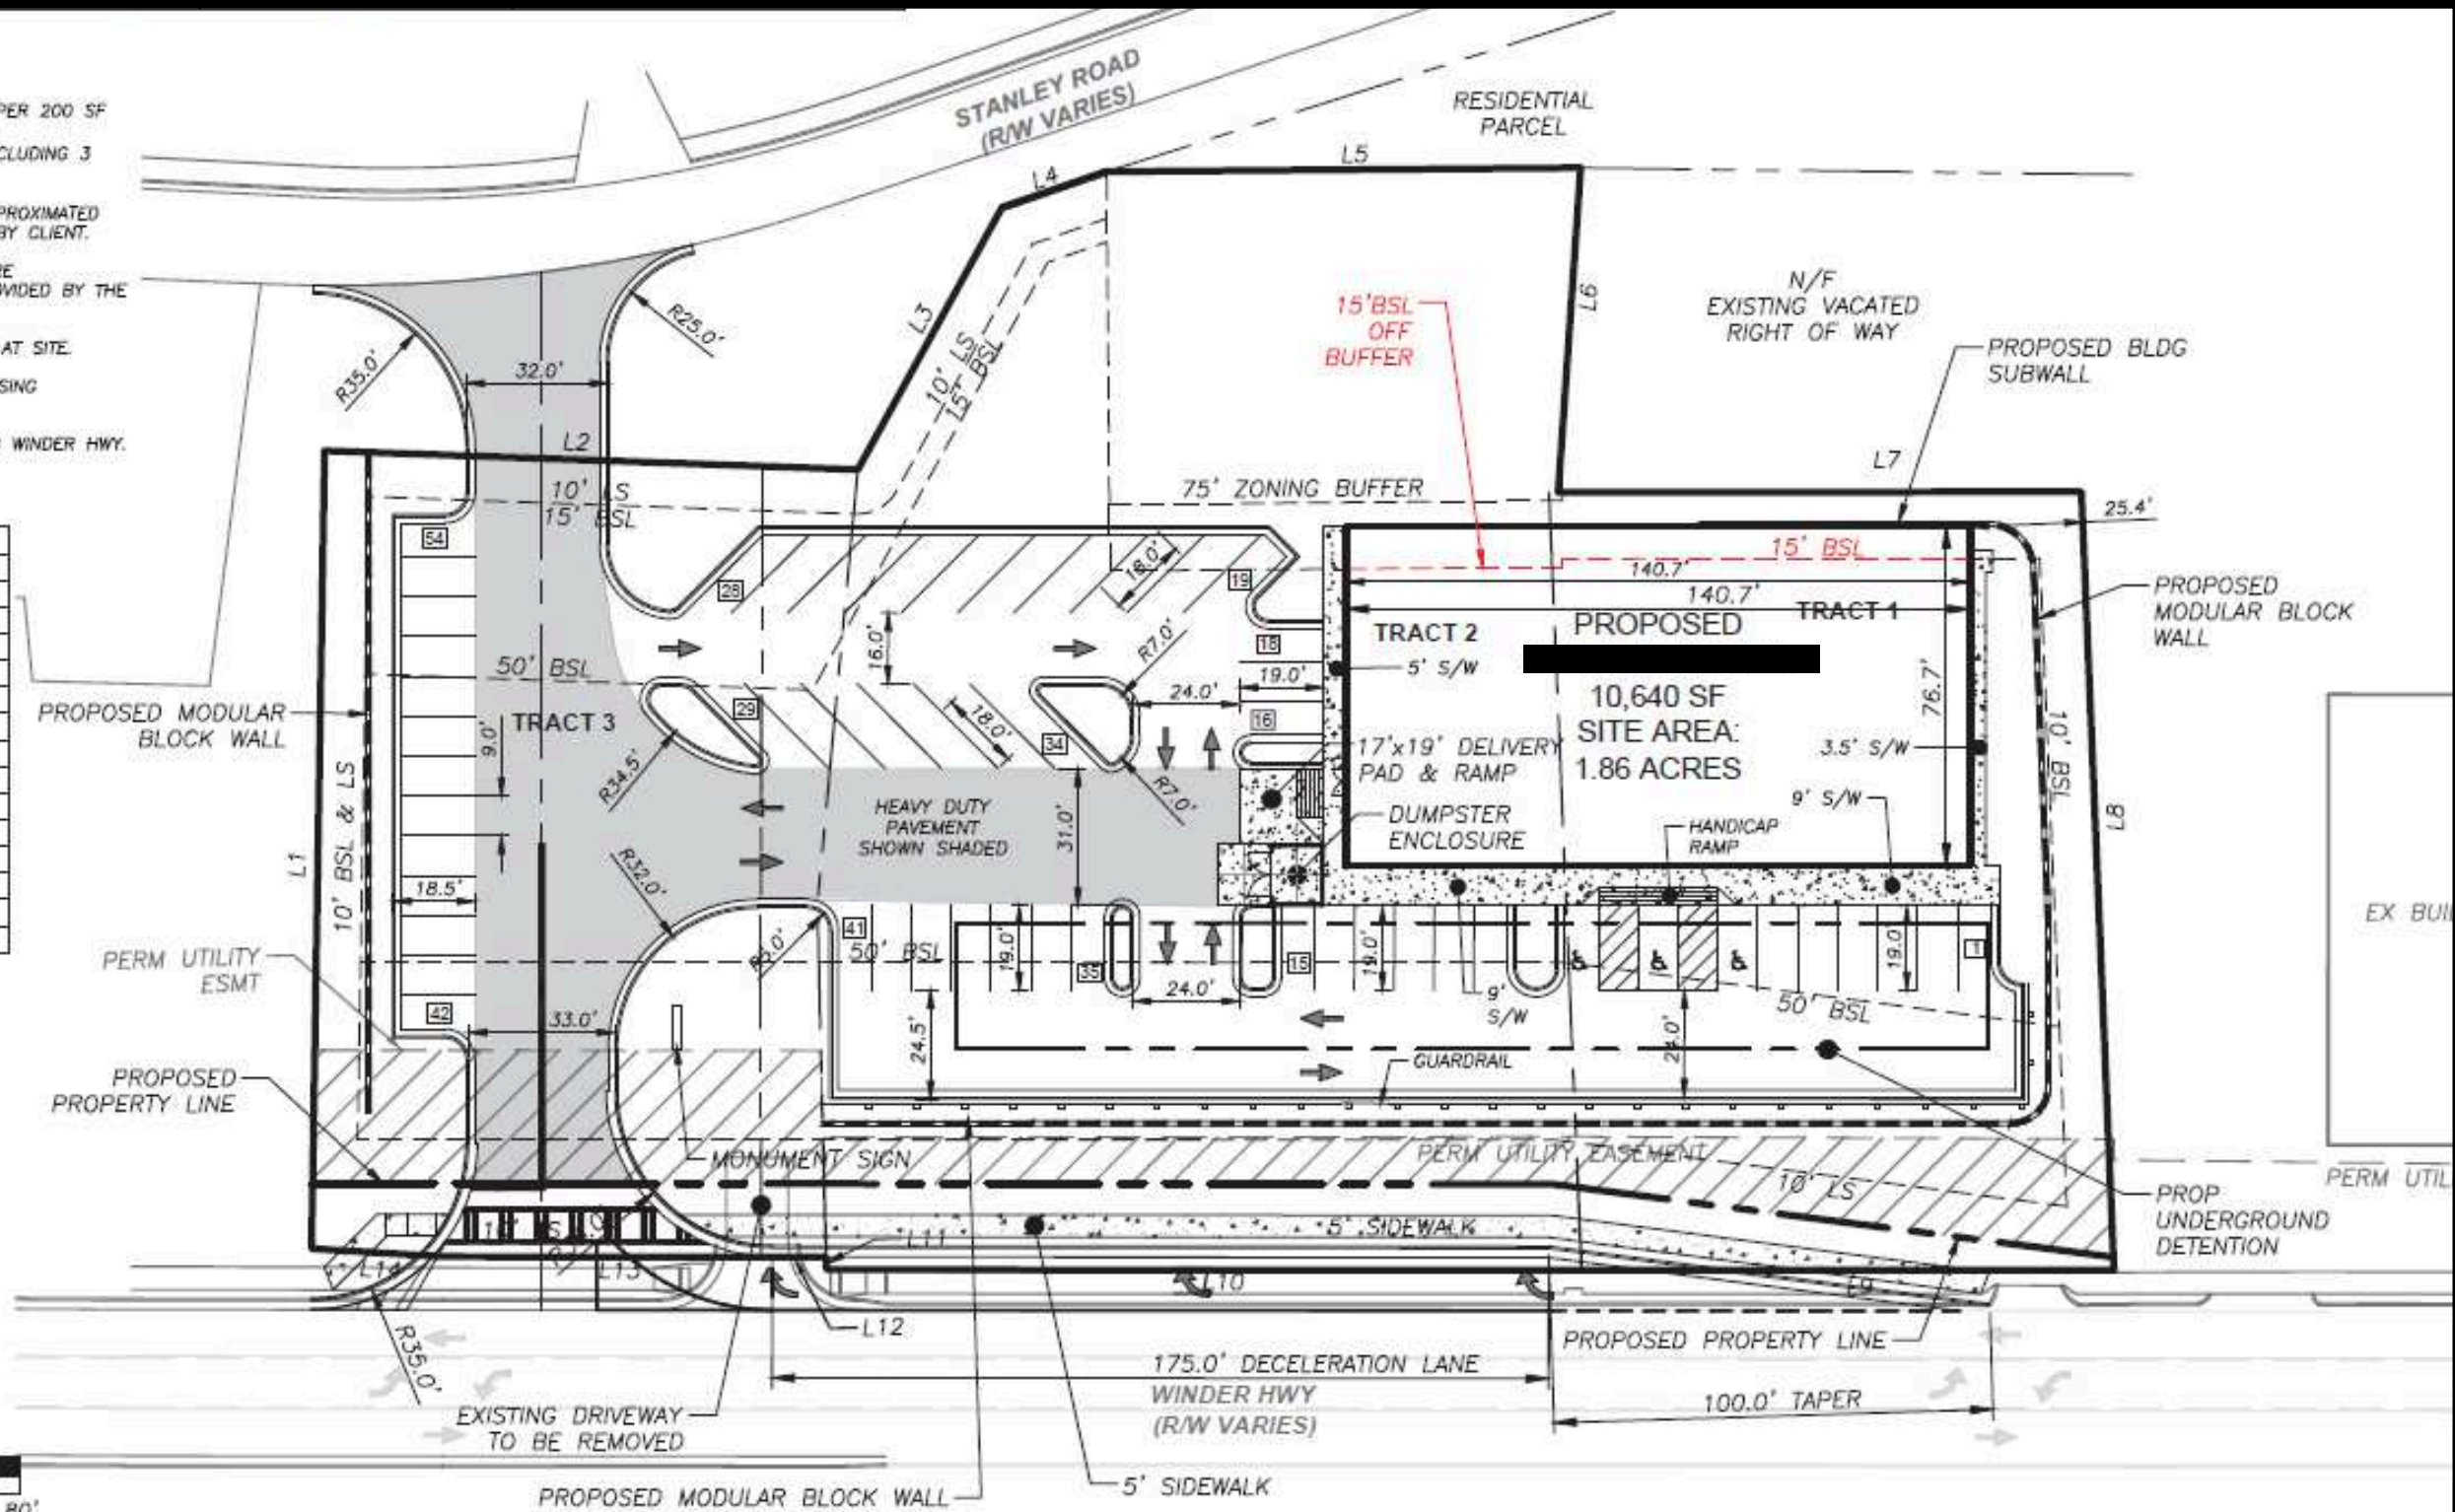 PER 200 SF
CLUDING 3
PROXIMATED
BY CLIENT.
RE
OVIDED BY THE
AT SITE.
SING
WINDER HWY.
STANLEY ROAD
(R/W VARIES)
RESIDENTIAL
PARCEL
L4
L5
L3
L6
10' LS
15' BSL
15'BSL
OFF
BUFFER
N/F
EXISTING VACATED
RIGHT OF WAY
PROPOSED BLDG
SUBWALL
R35.0'
R25.0'
32.0'
L2
10' LS
15' BSL
75' ZONING BUFFER
L7
25.4'
54
28
18.0'
19
15' BSL
140.7'
140.7'
TRACT 1
TRACT 2
PROPOSED
10,640 SF
SITE AREA:
1.86 ACRES
PROPOSED
MODULAR BLOCK
WALL
16.0'
R7.0'
18
5' S/W
50' BSL
19.0'
24.0'
76.7'
PROPOSED MODULAR
BLOCK WALL
TRACT 3
29
18.0'
34
16
9.0'
R34.5'
R7.0'
17'x19' DELIVERY
PAD & RAMP
3.5' S/W
10' BSL
10' BSL & LS
L1
L8
HEAVY DUTY
PAVEMENT
SHOWN SHADED
31.0'
DUMPSTER
ENCLOSURE
9' S/W
HANDICAP
RAMP
18.5'
R32.0'
R5.0'
41
50' BSL
19.0'
35
24.0'
15
19.0'
19.0'
1
EX BUI
PERM UTILITY
ESMT
42
33.0'
24.5'
9'
S/W
24.0'
50' BSL
GUARDRAIL
PROPOSED
PROPERTY LINE
MONUMENT SIGN
PERM UTILITY EASEMENT
10' LS
PERM UTIL
PROP
UNDERGROUND
DETENTION
5' SIDEWALK
L11
L14
L13
L10
L9
L12
R35.0'
PROPOSED PROPERTY LINE
175.0' DECELERATION LANE
WINDER HWY
(R/W VARIES)
100.0' TAPER
EXISTING DRIVEWAY
TO BE REMOVED
PROPOSED MODULAR BLOCK WALL
5' SIDEWALK
80'